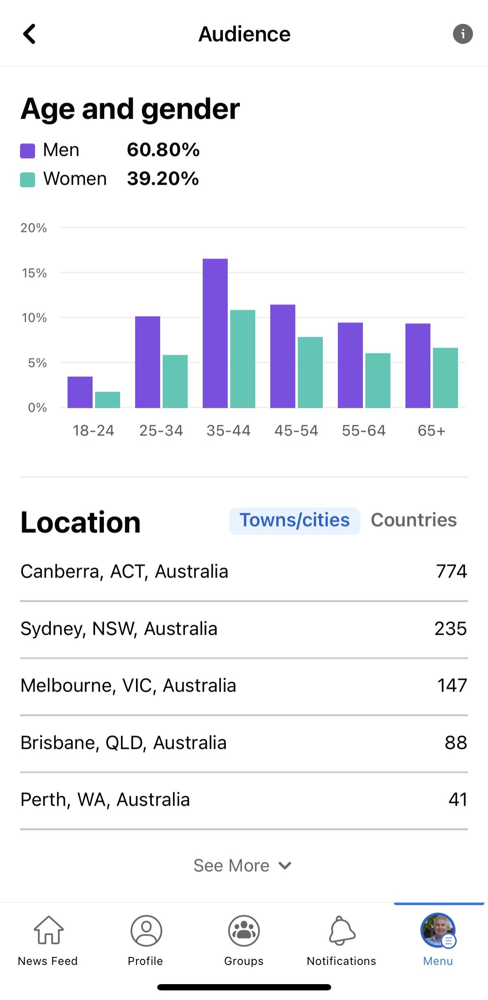 Audience
Age and gender
Men 60.80%
Women 39.20%
20%
15%
10%
5%
0%
18-24 25-34 35-44 45-54 55-64 65+
Location Towns/cities Countries
Canberra, ACT, Australia 774
Sydney, NSW, Australia 235
Melbourne, VIC, Australia 147
Brisbane, QLD, Australia 88
Perth, WA, Australia 41
See More
News Feed Profile Groups Notifications Menu